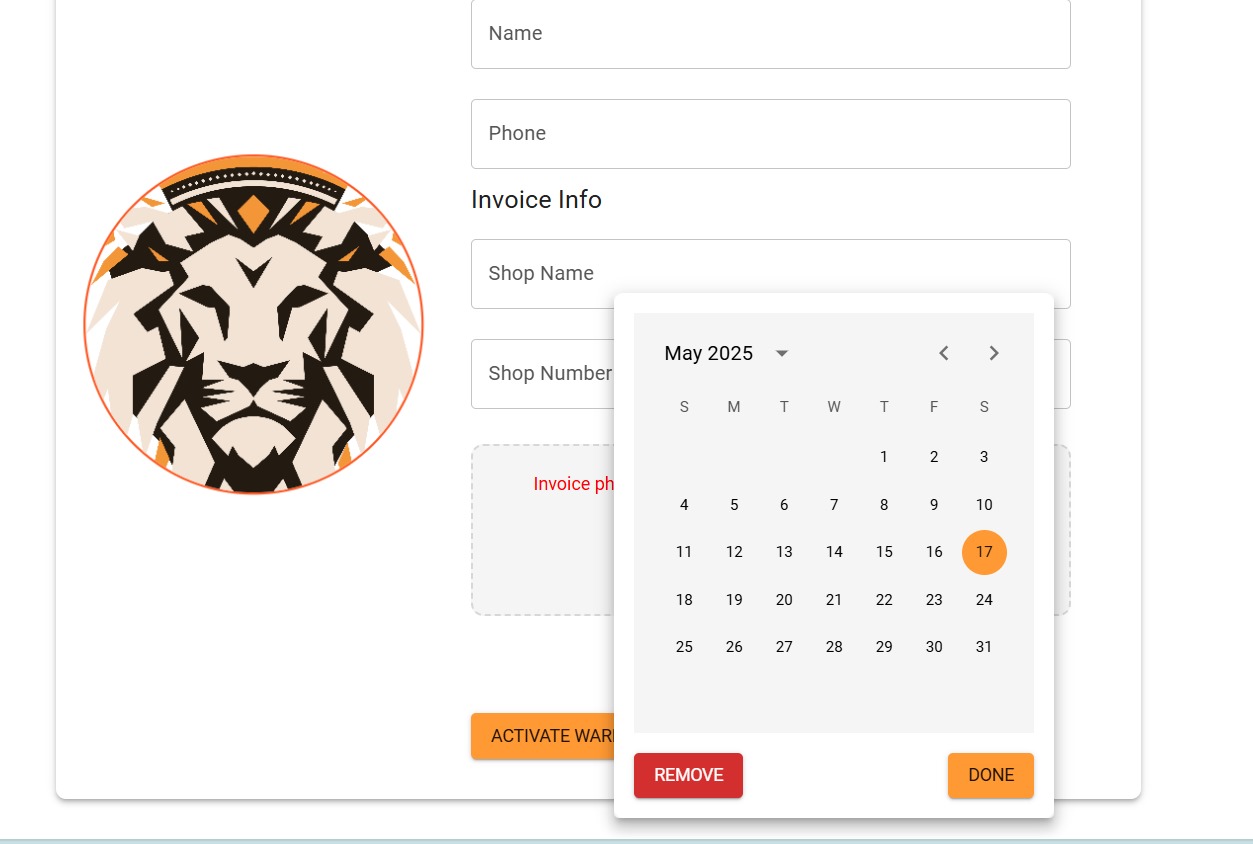 Name
Phone
Invoice Info
Shop Name
Shop Number
Invoice ph
ACTIVATE WAR
May 2025
S M T W T F S
1 2 3
4 5 6 7 8 9 10
11 12 13 14 15 16 17
18 19 20 21 22 23 24
25 26 27 28 29 30 31
REMOVE DONE